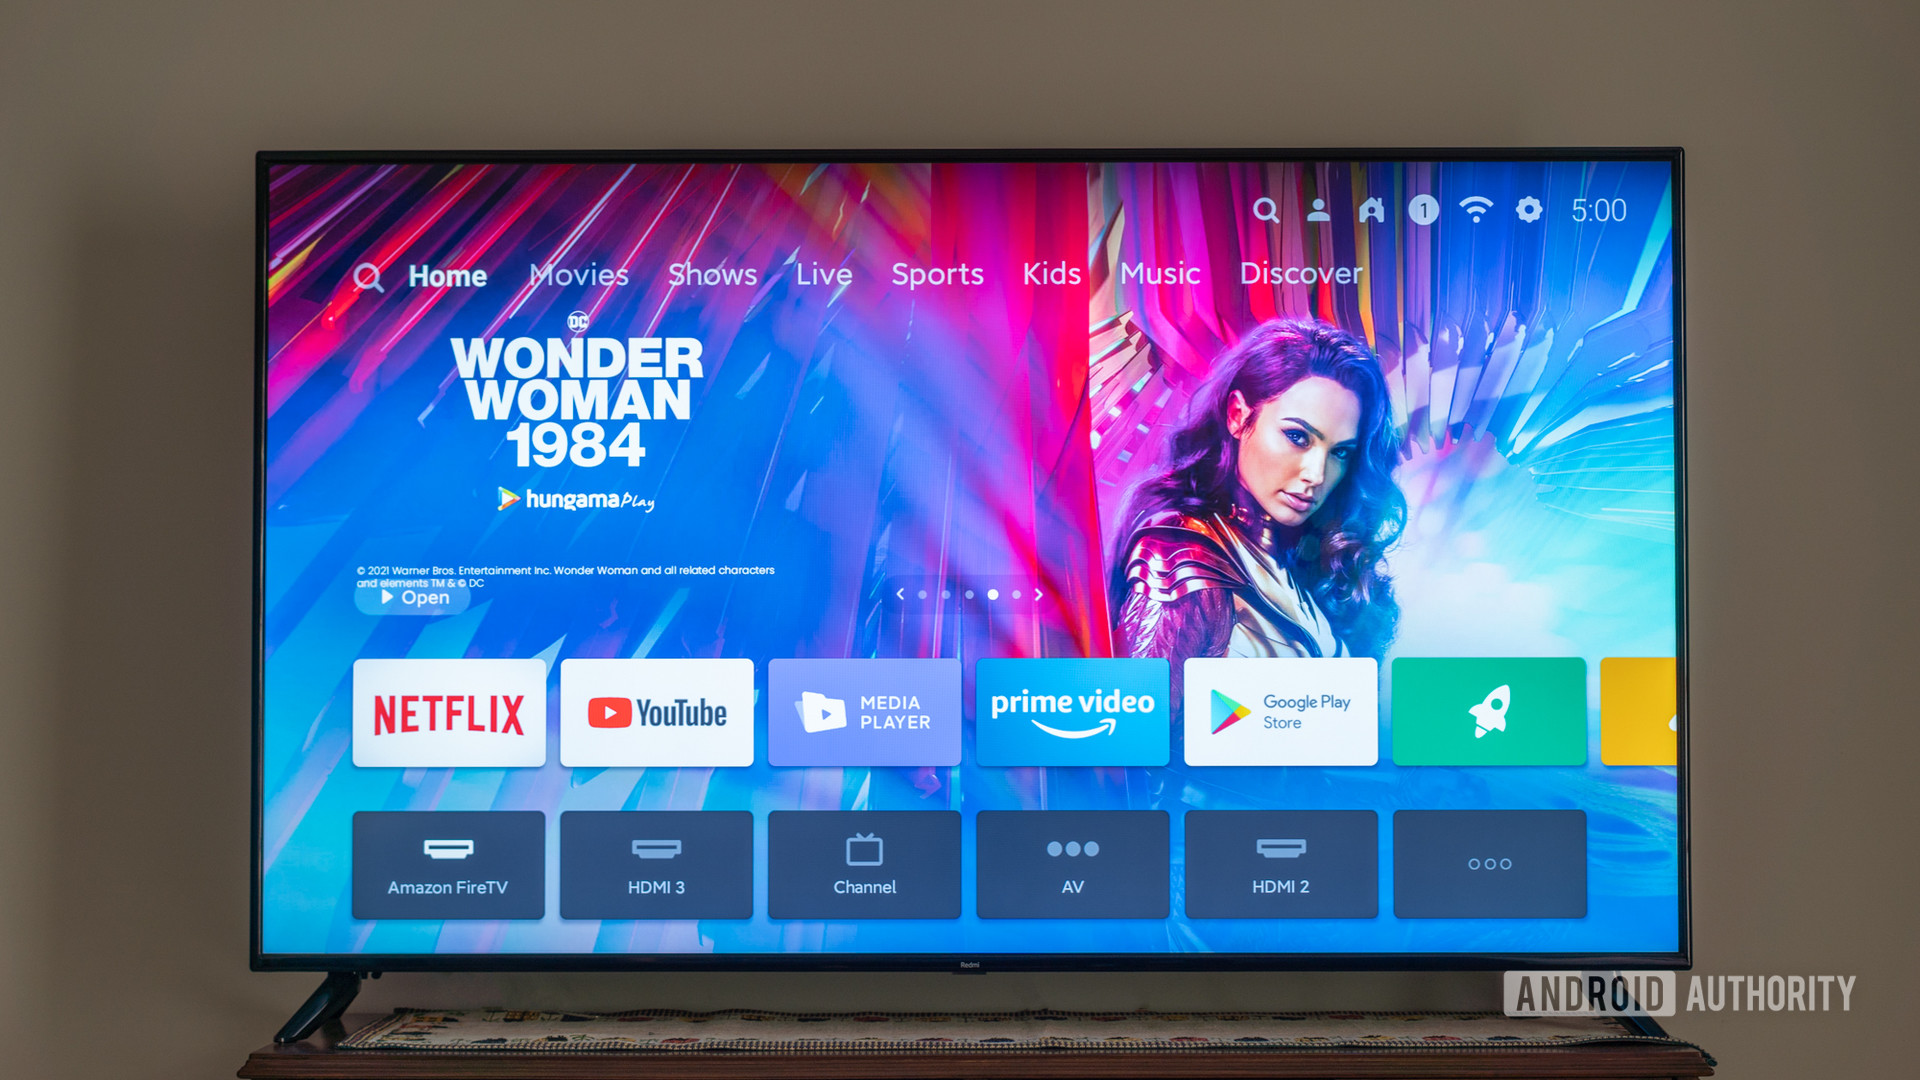 1
5:00
Home
Movies
Shows
Live
Sports
Kids
Music
Discover
DC
WONDER
WOMAN
1984
hungama Play
© 2021 Warner Bros. Entertainment Inc. Wonder Woman and all related characters
and elements TM & © DC
Open
NETFLIX
YouTube
MEDIA
PLAYER
prime video
Google Play
Store
Amazon FireTV
HDMI 3
Channel
AV
HDMI 2
Redmi
ANDROID AUTHORITY